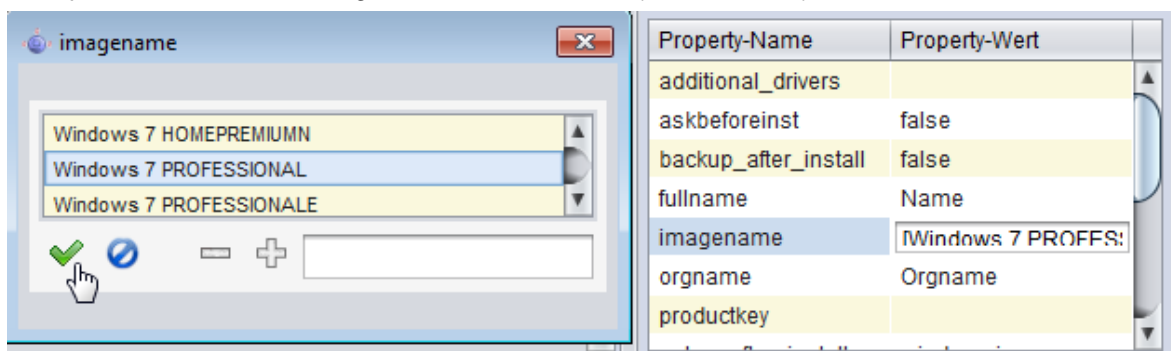 imagename
Windows 7 HOMEPREMIUMN
Windows 7 PROFESSIONAL
Windows 7 PROFESSIONALE
Property-Name Property-Wert
additional_drivers
askbeforeinst false
backup_after_install false
fullname Name
imagename [Windows 7 PROFES
orgname Orgname
productkey